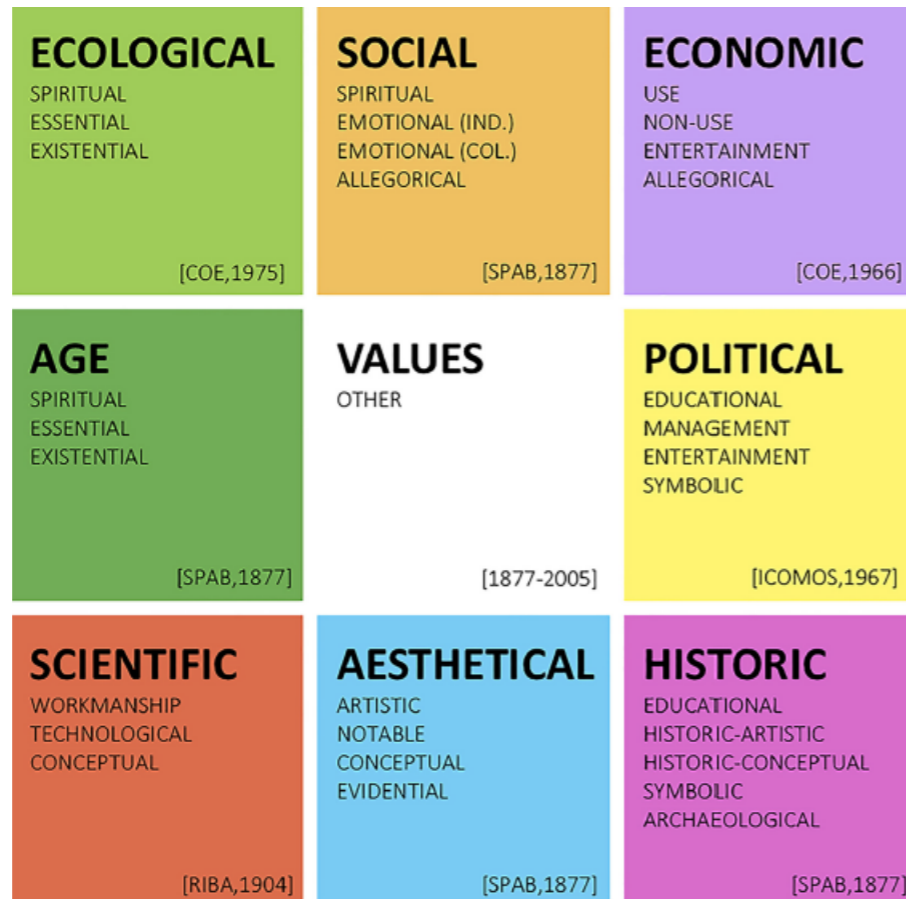 ECOLOGICAL
SPIRITUAL
ESSENTIAL
EXISTENTIAL
[COE,1975]
SOCIAL
SPIRITUAL
EMOTIONAL (IND.)
EMOTIONAL (COL.)
ALLEGORICAL
[SPAB,1877]
ECONOMIC
USE
NON-USE
ENTERTAINMENT
ALLEGORICAL
[COE,1966]
AGE
SPIRITUAL
ESSENTIAL
EXISTENTIAL
[SPAB,1877]
VALUES
OTHER
[1877-2005]
POLITICAL
EDUCATIONAL
MANAGEMENT
ENTERTAINMENT
SYMBOLIC
[ICOMOS,1967]
SCIENTIFIC
WORKMANSHIP
TECHNOLOGICAL
CONCEPTUAL
[RIBA,1904]
AESTHETICAL
ARTISTIC
NOTABLE
CONCEPTUAL
EVIDENTIAL
[SPAB,1877]
HISTORIC
EDUCATIONAL
HISTORIC-ARTISTIC
HISTORIC-CONCEPTUAL
SYMBOLIC
ARCHAEOLOGICAL
[SPAB,1877]